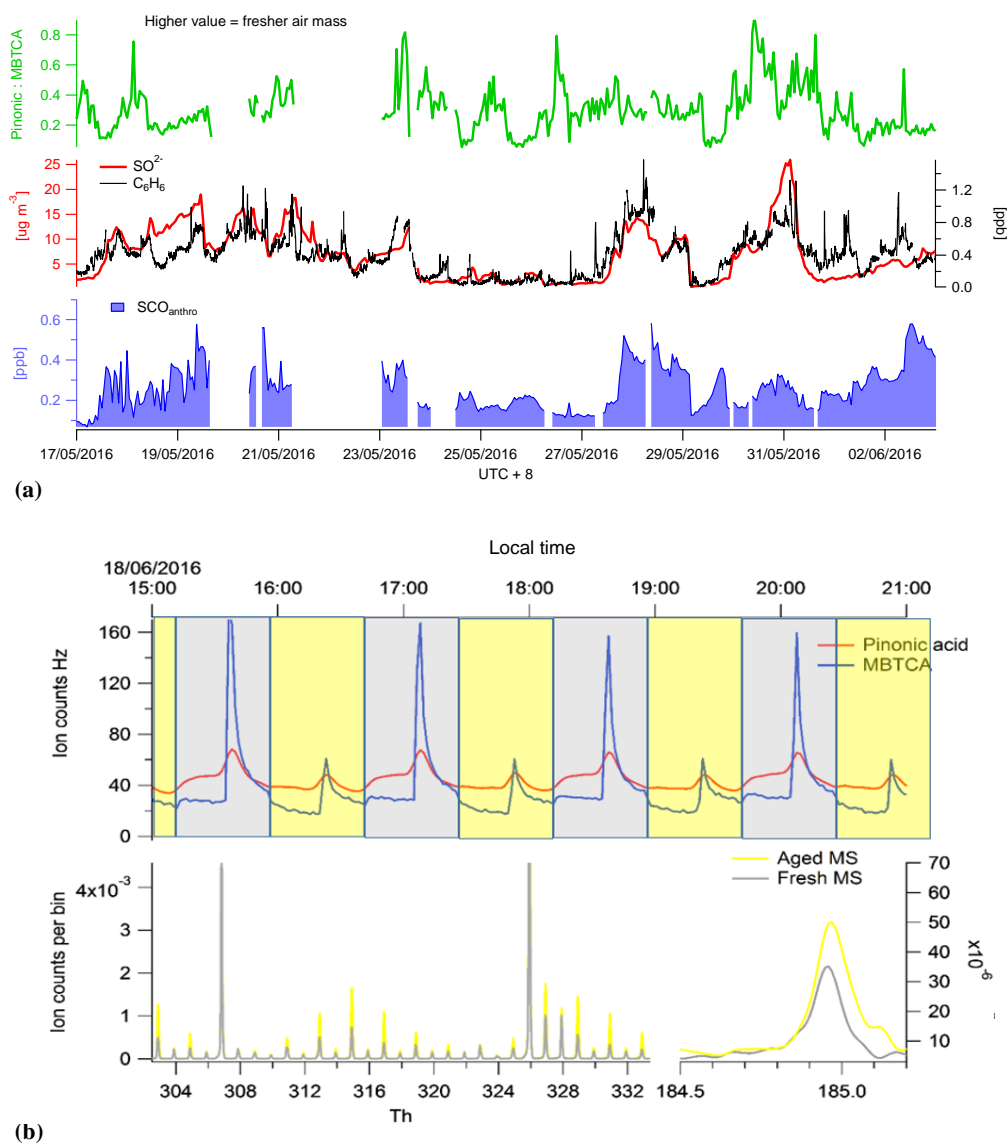 Higher value = fresher air mass
Pinonic : MBTCA
0.8
0.6
0.4
0.2
SO2-
C6H6
[ug m-3]
25
20
15
10
5
1.2
0.8
0.4
0.0
[ppb]
SCOanthro
[ppb]
0.6
0.4
0.2
17/05/2016 19/05/2016 21/05/2016 23/05/2016 25/05/2016 27/05/2016 29/05/2016 31/05/2016 02/06/2016
UTC + 8
(a)
Local time
18/06/2016
15:00 16:00 17:00 18:00 19:00 20:00 21:00
Ion counts Hz
160
120
80
40
0
Pinonic acid
MBTCA
Ion counts per bin
4x10-3
3
2
1
0
304 308 312 316 320 324 328 332
Th
Aged MS
Fresh MS
70
60
50
40
30
20
10
x10-6
184.5 185.0
(b)